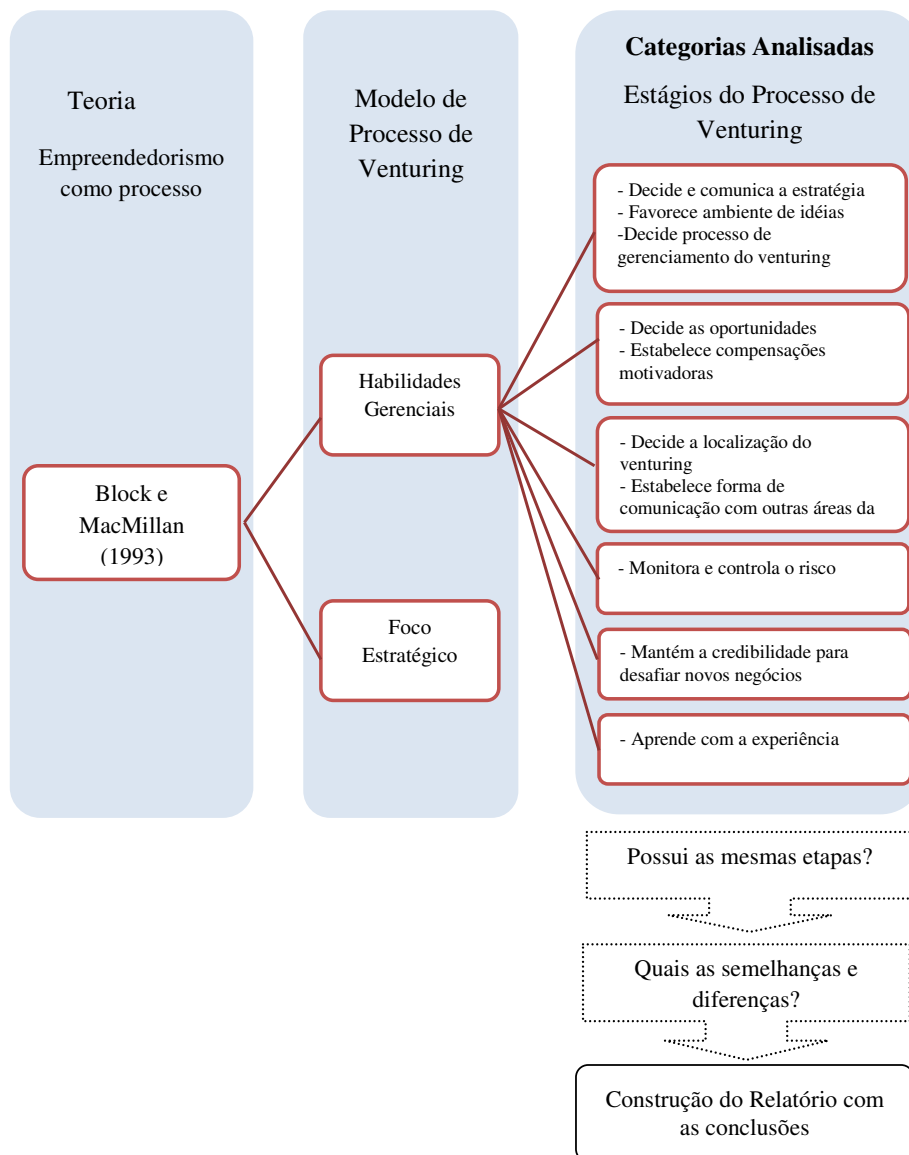 Teoria
Empreendedorismo
como processo
Block e
MacMillan
(1993)
Modelo de
Processo de
Venturing
Habilidades
Gerenciais
Foco
Estratégico
Categorias Analisadas
Estágios do Processo de
Venturing
- Decide e comunica a estratégia
- Favorece ambiente de idéias
-Decide processo de
gerenciamento do venturing
- Decide as oportunidades
- Estabelece compensações
motivadoras
- Decide a localização do
venturing
- Estabelece forma de
comunicação com outras áreas da
- Monitora e controla o risco
- Mantém a credibilidade para
desafiar novos negócios
- Aprende com a experiência
Possui as mesmas etapas?
Quais as semelhanças e
diferenças?
Construção do Relatório com
as conclusões